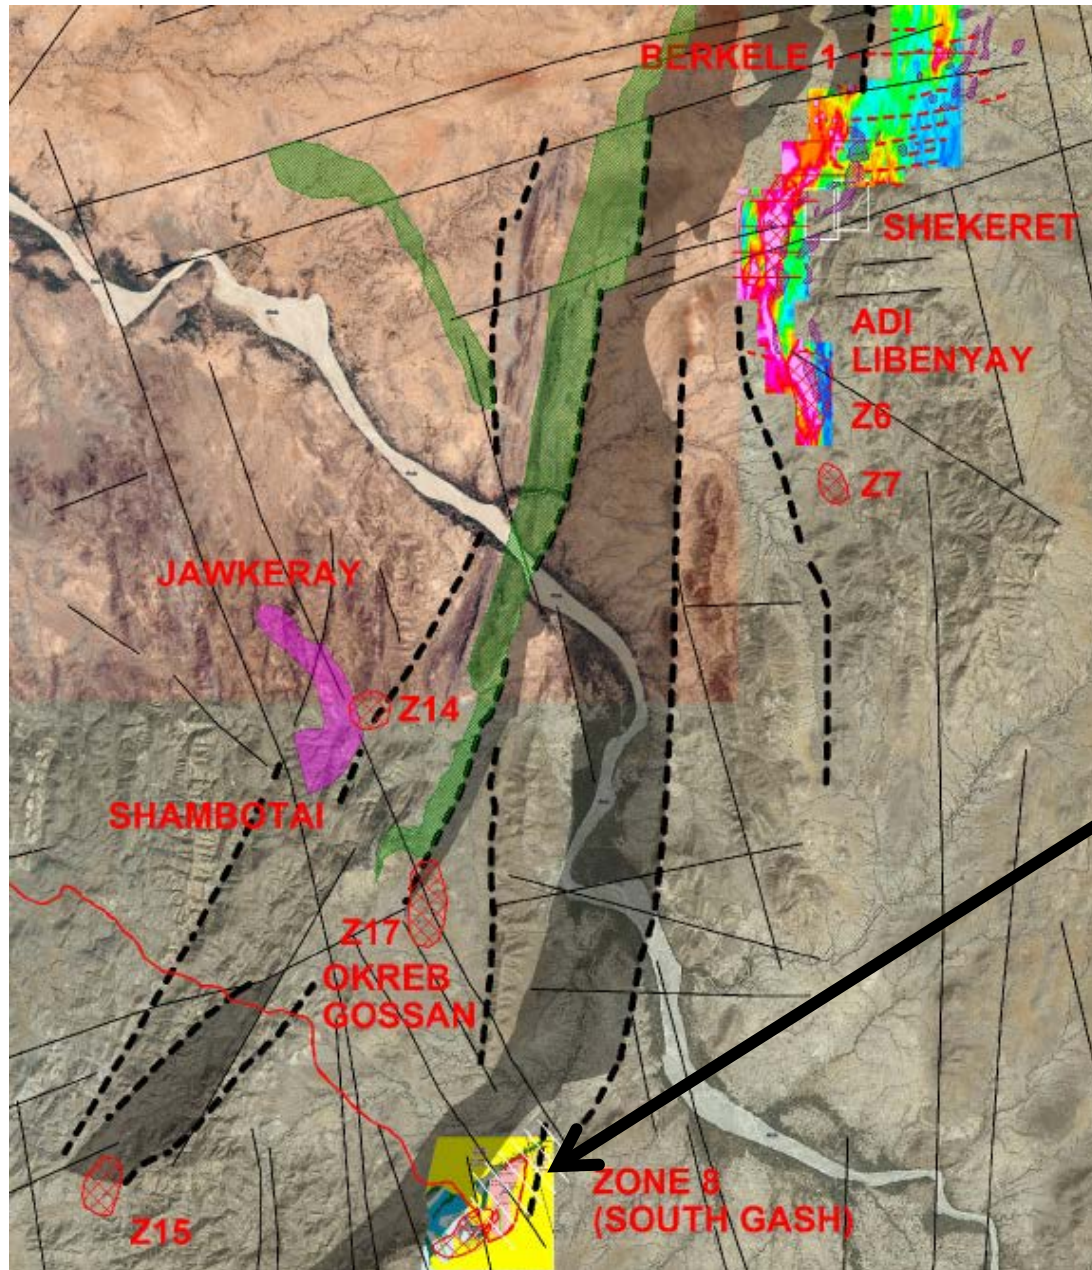 BERKELE 1
SHEKERET
ADI
LIBENYAY
Z6
Z7
JAWKERAY
Z14
SHAMBOTAI
Z17
OKREB
GOSSAN
ZONE 8
(SOUTH GASH)
Z15